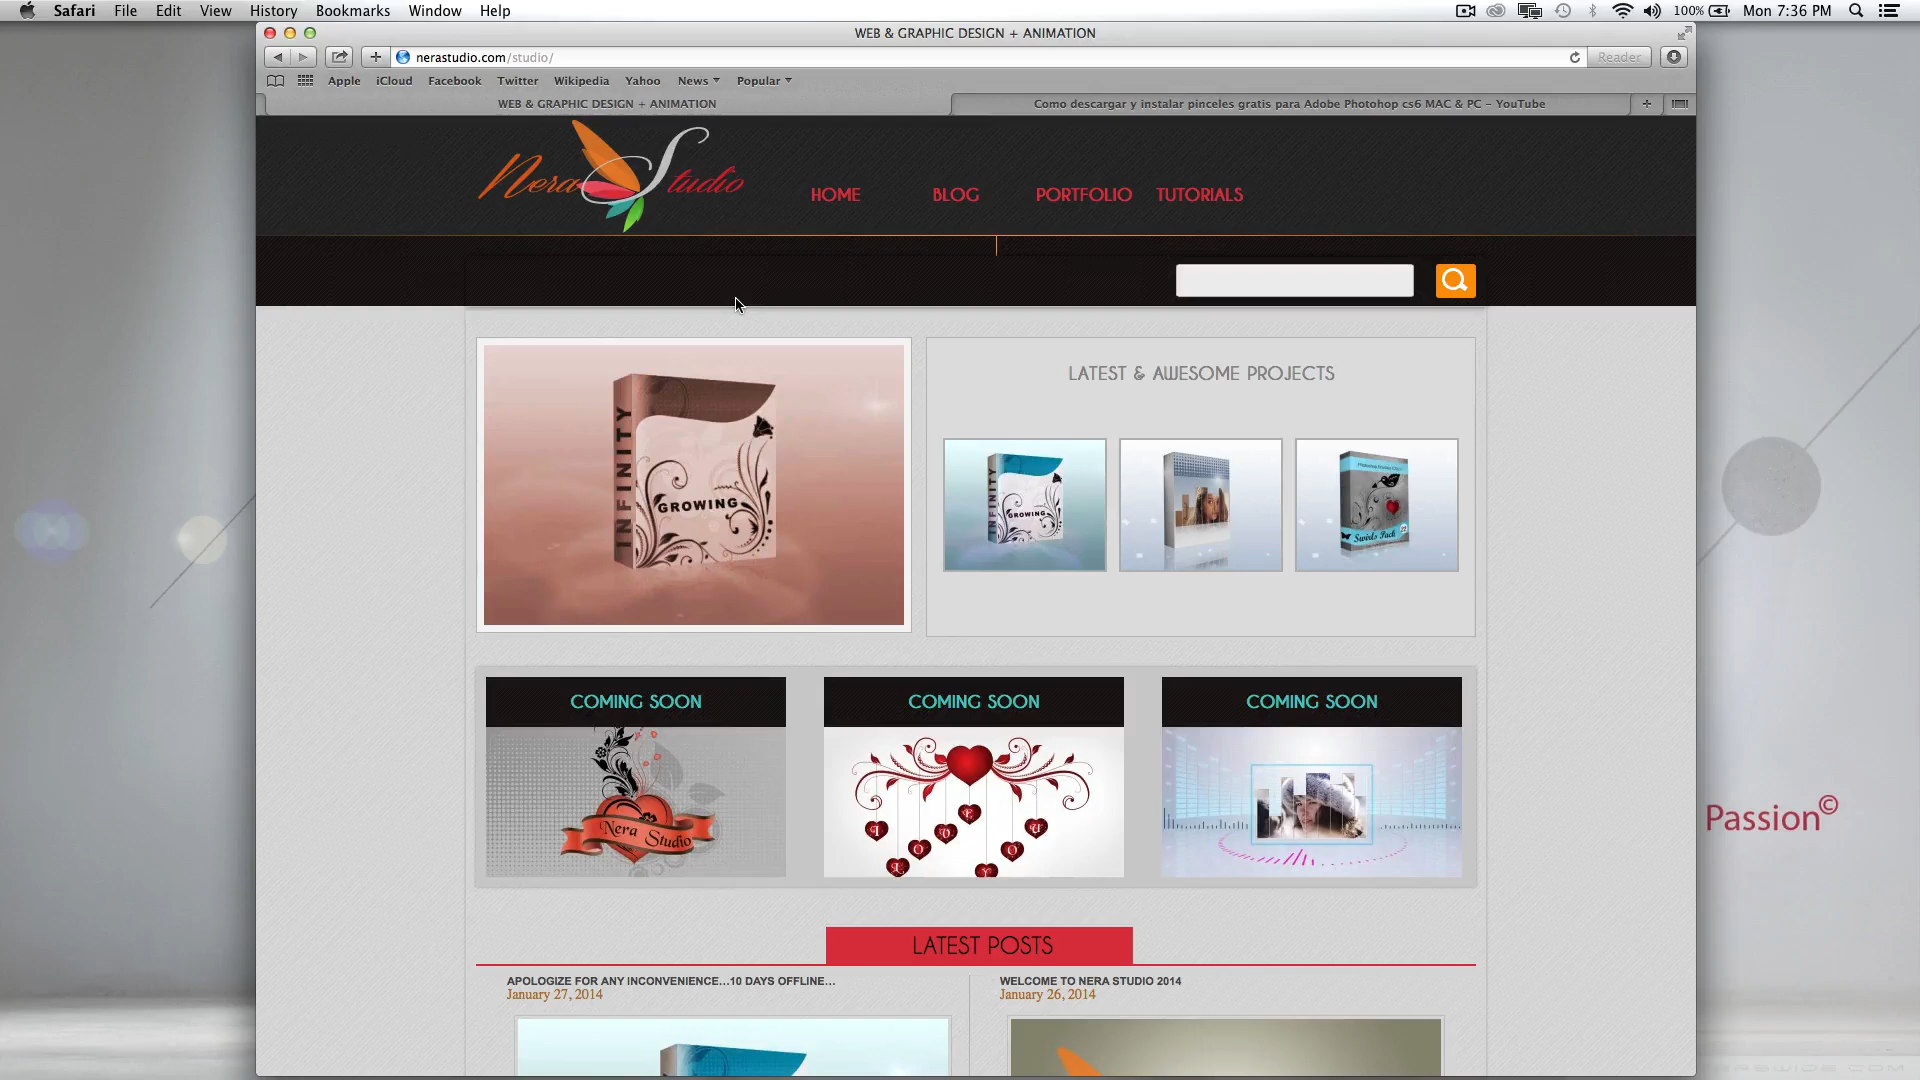 Safari File Edit View History Bookmarks Window Help 100% Mon 7:36 PM
WEB & GRAPHIC DESIGN + ANIMATION
nerastudio.com/studio/ Reader
Apple iCloud Facebook Twitter Wikipedia Yahoo News Popular
WEB & GRAPHIC DESIGN + ANIMATION Como descargar y instalar pinceles gratis para Adobe Photohop cs6 MAC & PC – YouTube
Nera Studio
HOME BLOG PORTFOLIO TUTORIALS
LATEST & AWESOME PROJECTS
INFINITY
GROWING
INFINITY
GROWING
Swirls Pack
COMING SOON COMING SOON COMING SOON
Nera Studio
I LOVE YOU
Passion©
LATEST POSTS
APOLOGIZE FOR ANY INCONVENIENCE…10 DAYS OFFLINE… WELCOME TO NERA STUDIO 2014
January 27, 2014 January 26, 2014